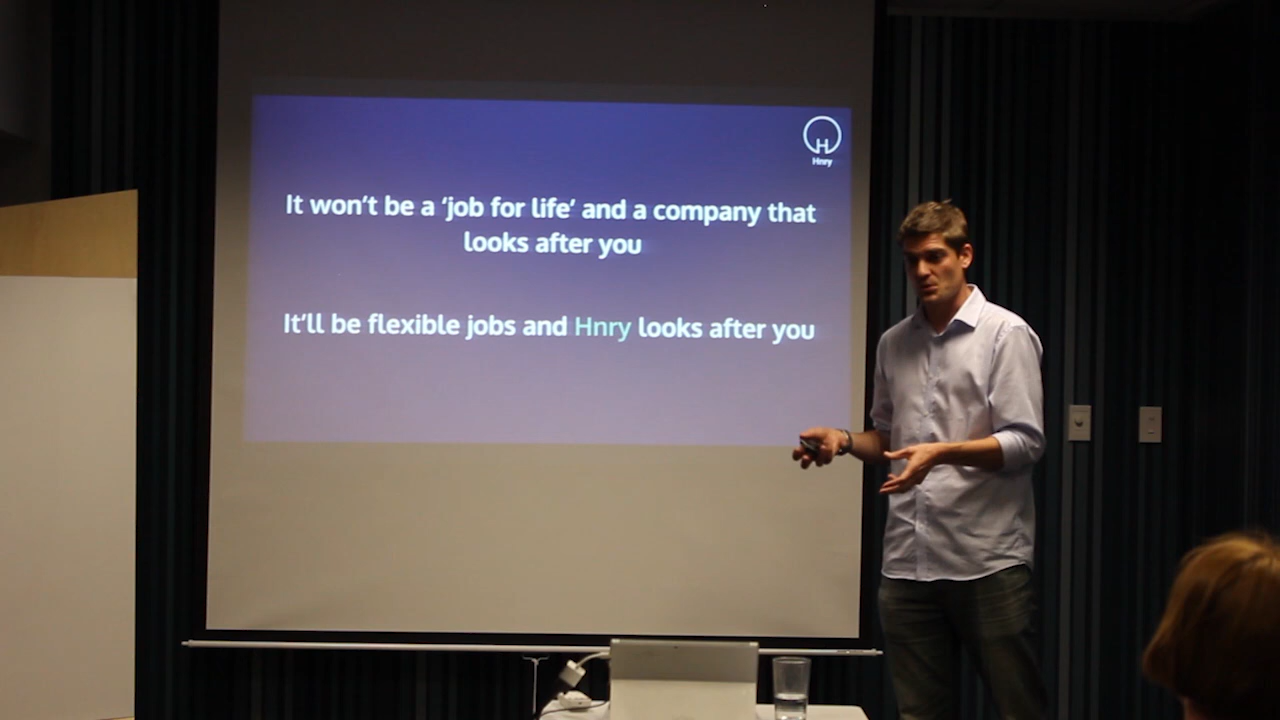 H
Hnry
It won't be a 'job for life' and a company that
looks after you
It'll be flexible jobs and Hnry looks after you